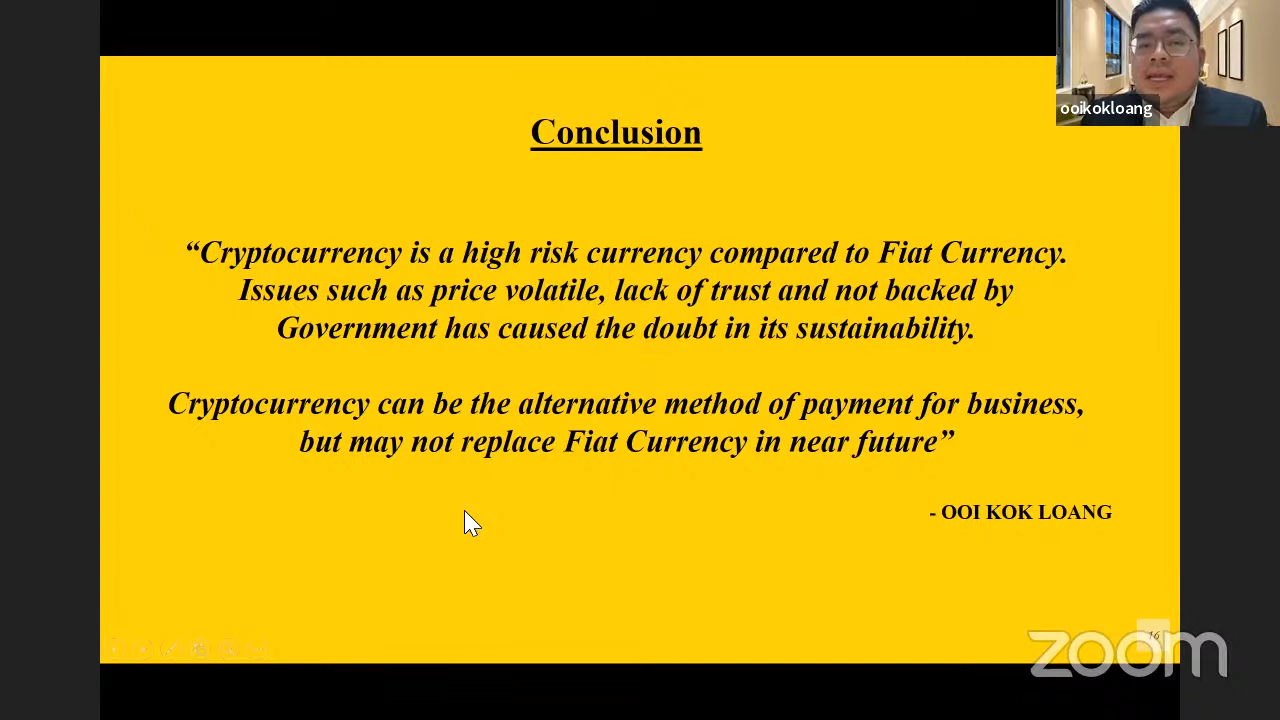 ooikokloang
Conclusion
“Cryptocurrency is a high risk currency compared to Fiat Currency.
Issues such as price volatile, lack of trust and not backed by
Government has caused the doubt in its sustainability.
Cryptocurrency can be the alternative method of payment for business,
but may not replace Fiat Currency in near future”
- OOI KOK LOANG
16
zoom